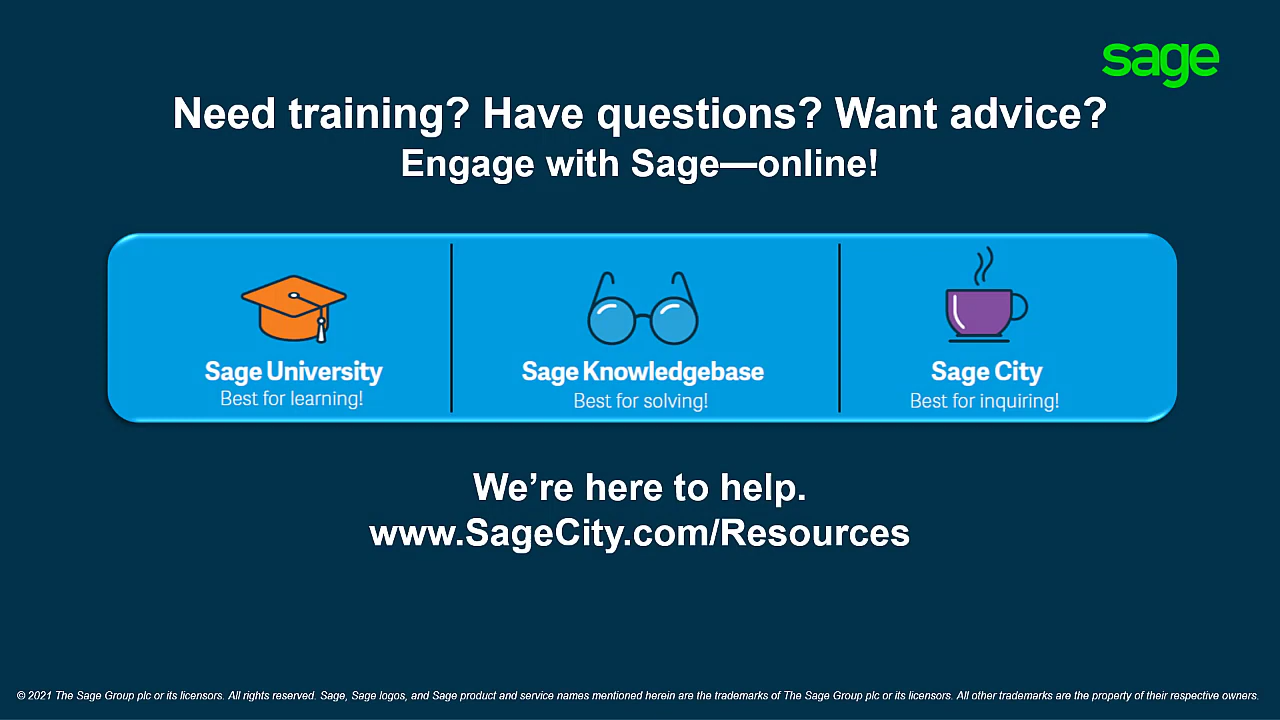 sage
Need training? Have questions? Want advice?
Engage with Sage—online!
Sage University
Best for learning!
Sage Knowledgebase
Best for solving!
Sage City
Best for inquiring!
We’re here to help.
www.SageCity.com/Resources
© 2021 The Sage Group plc or its licensors. All rights reserved. Sage, Sage logos, and Sage product and service names mentioned herein are the trademarks of The Sage Group plc or its licensors. All other trademarks are the property of their respective owners.